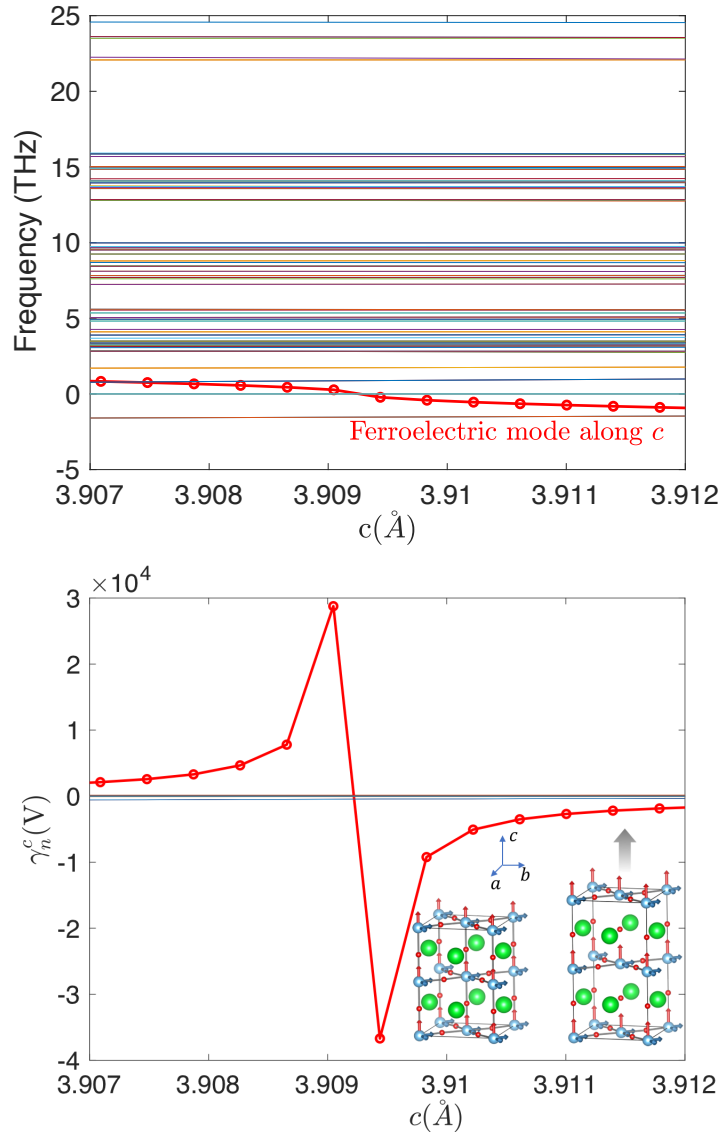 25
20
15
10
5
0
-5
Frequency (THz)
Ferroelectric mode along c
3.907 3.908 3.909 3.91 3.911 3.912
c(Å)
×10⁴
3
2
1
0
-1
-2
-3
-4
γₙᶜ(V)
c
a b
3.907 3.908 3.909 3.91 3.911 3.912
c(Å)